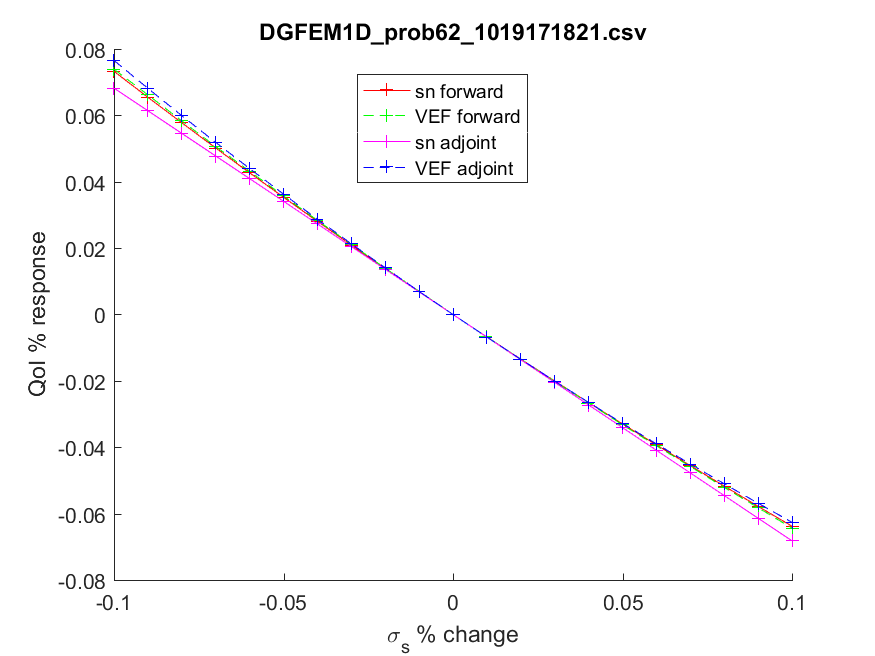 DGFEM1D_prob62_1019171821.csv
0.08
0.06
0.04
0.02
0
-0.02
-0.04
-0.06
-0.08
QoI % response
sn forward
VEF forward
sn adjoint
VEF adjoint
-0.1 -0.05 0 0.05 0.1
σs % change